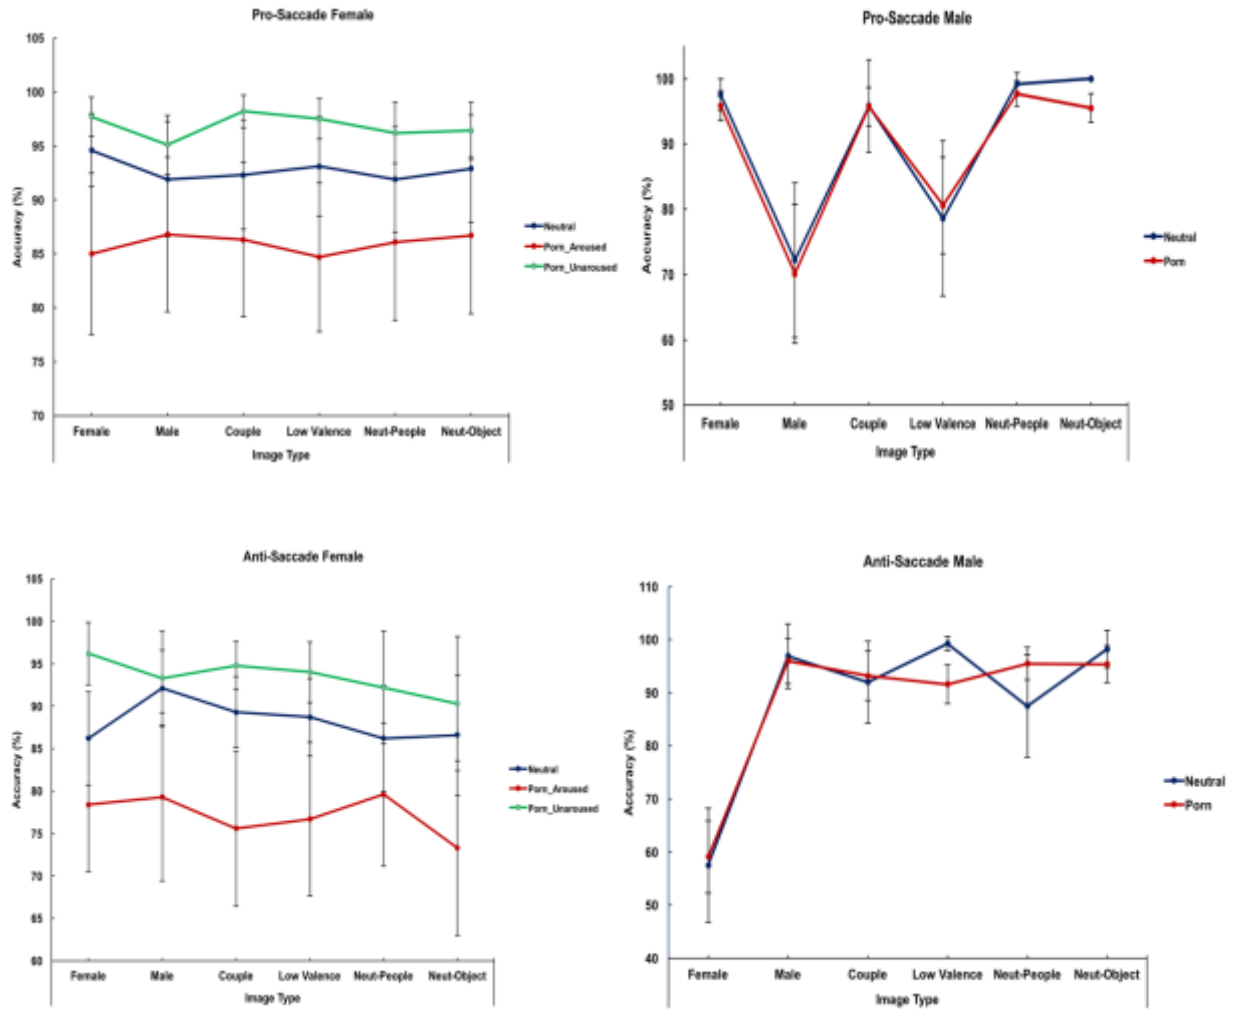 Pro-Saccade Female
105
100
95
90
85
80
75
70
Accuracy (%)
Female Male Couple Low Valence Neut-People Neut-Object
Image Type
Neutral
Porn_Aroused
Porn_Unaroused
Pro-Saccade Male
100
90
80
70
60
50
Accuracy (%)
Female Male Couple Low Valence Neut-People Neut-Object
Image Type
Neutral
Porn
Anti-Saccade Female
105
100
95
90
85
80
75
70
65
60
Accuracy (%)
Female Male Couple Low Valence Neut-People Neut-Object
Image Type
Neutral
Porn_Aroused
Porn_Unaroused
Anti-Saccade Male
110
100
90
80
70
60
50
40
Accuracy (%)
Female Male Couple Low Valence Neut-People Neut-Object
Image Type
Neutral
Porn